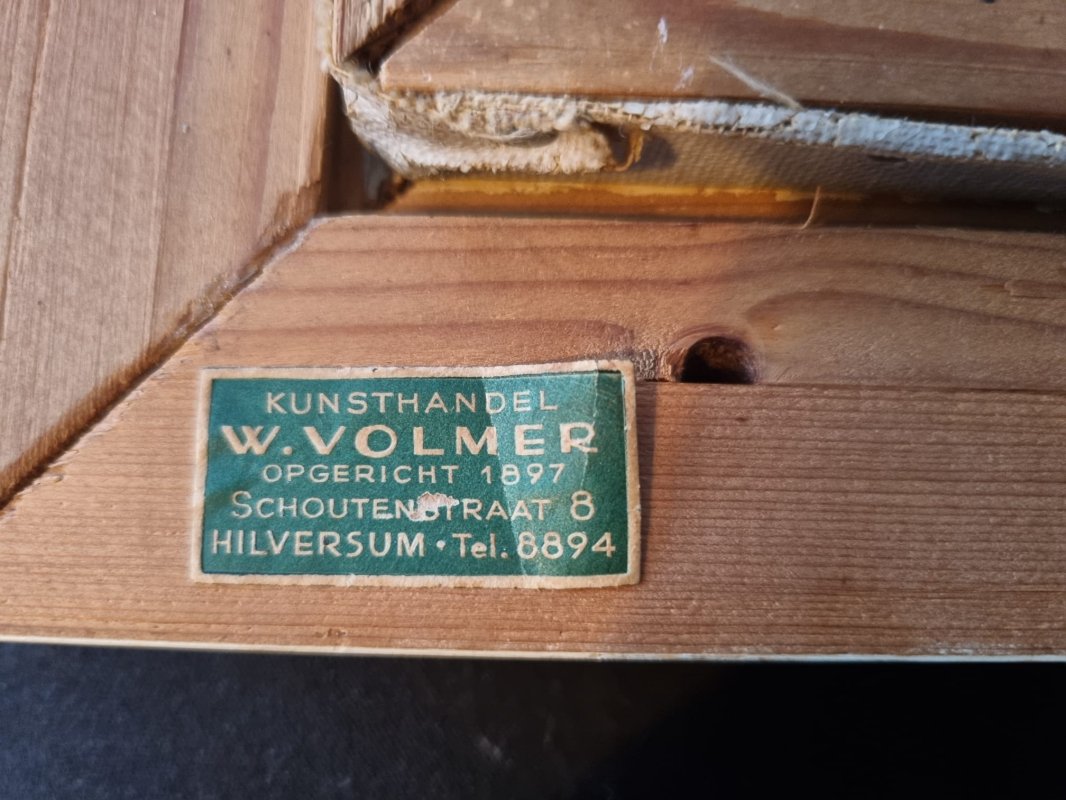 KUNSTHANDEL
W. VOLMER
OPGERICHT 1897
SCHOUTENSTRAAT 8
HILVERSUM • Tel. 8894